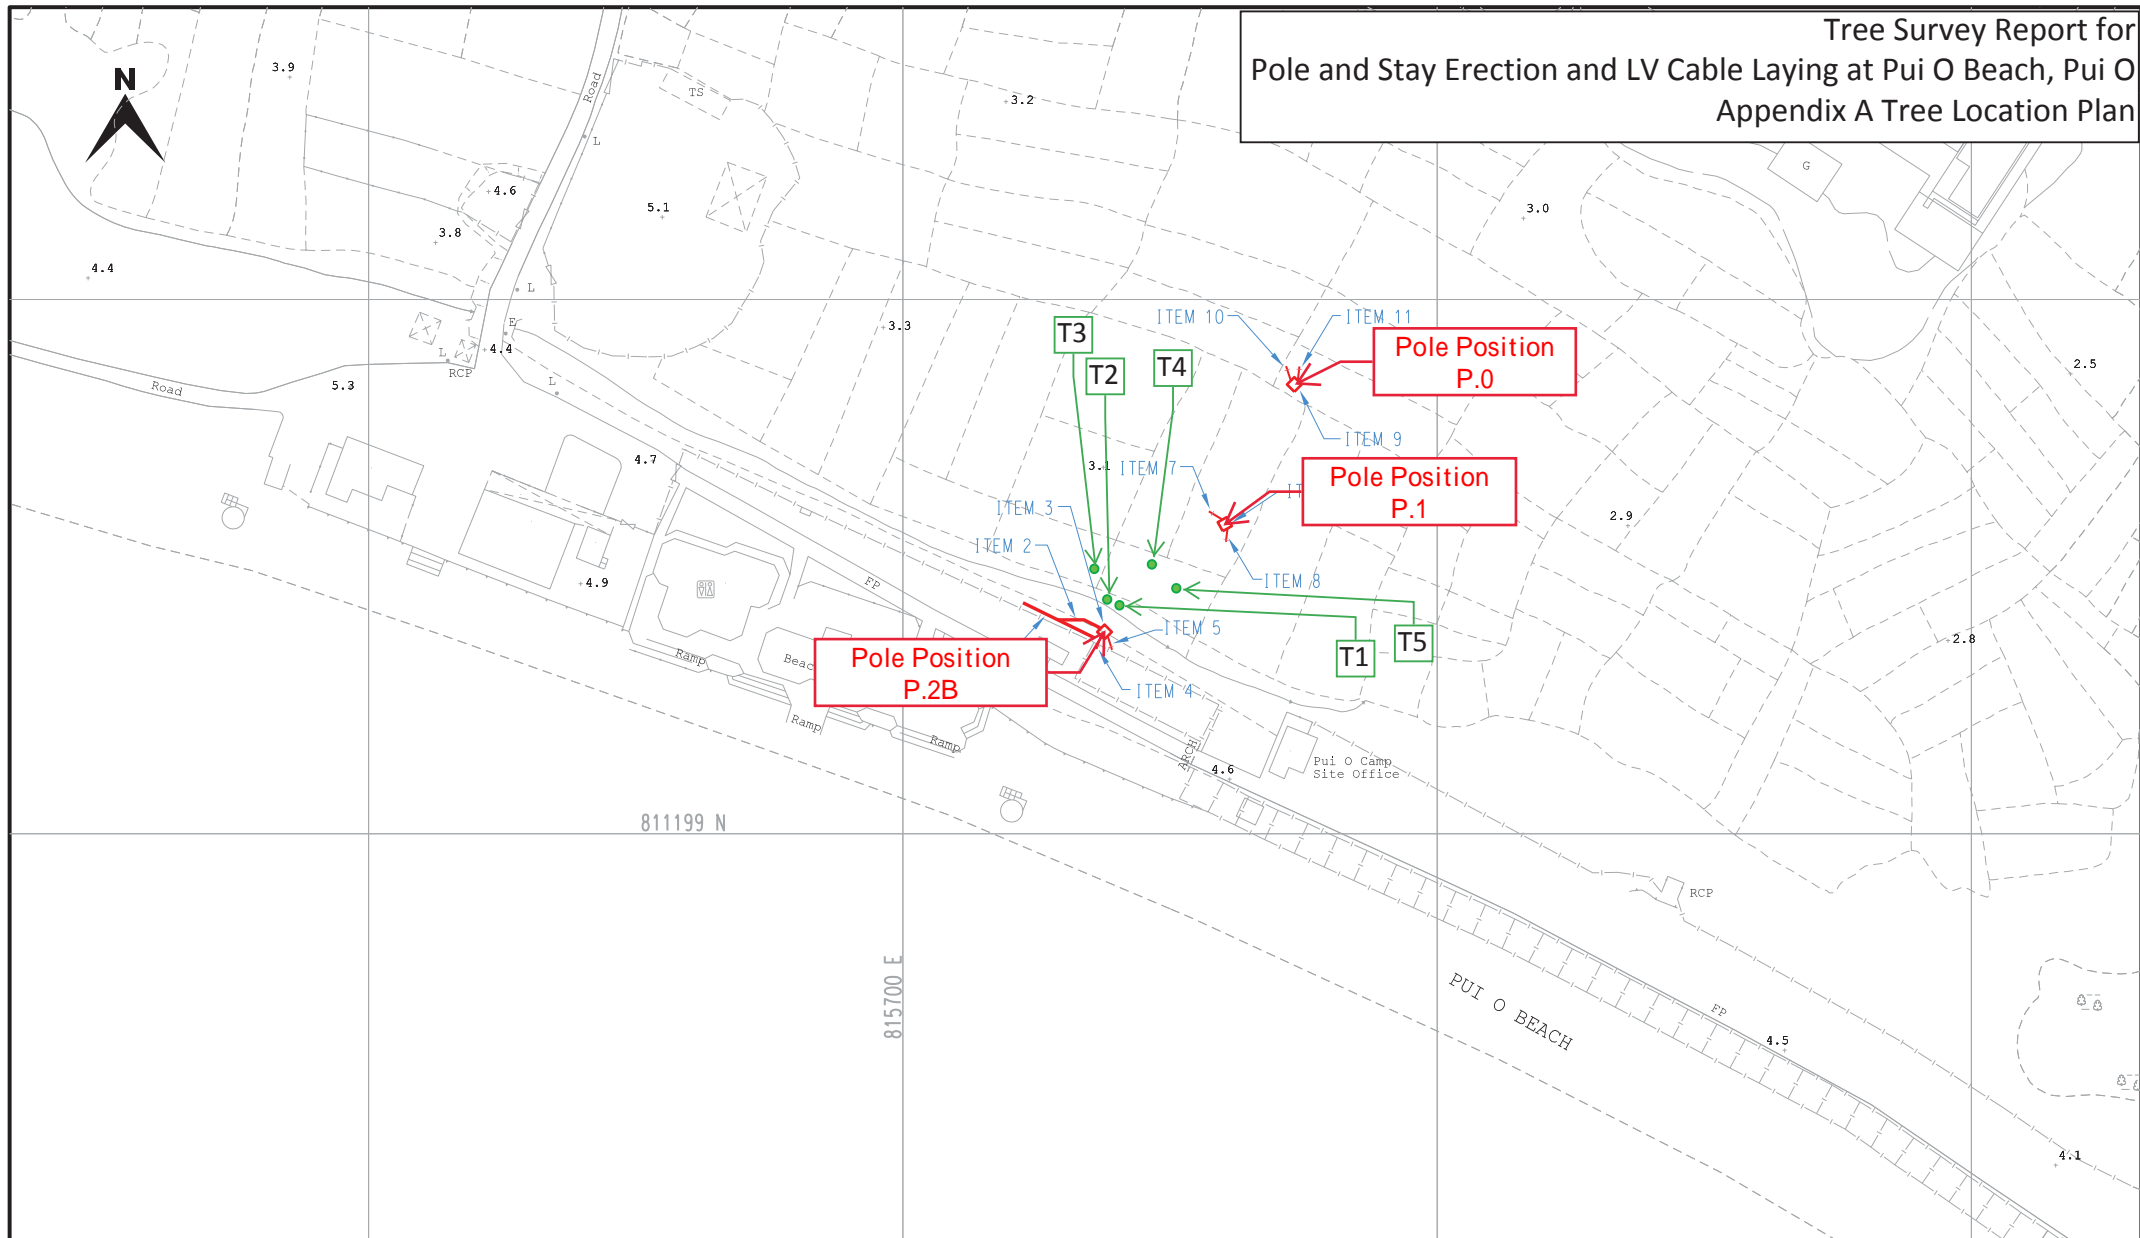 Tree Survey Report for
Pole and Stay Erection and LV Cable Laying at Pui O Beach, Pui O
Appendix A Tree Location Plan
N
3.9
Road
TS
3.2
L
4.6
5.1
3.8
3.0
G
4.4
L
E
4.4
L
RCP
3.3
ITEM 10
ITEM 11
T3
T2
T4
Pole Position
P.0
2.5
Road
5.3
L
ITEM 9
4.7
3.1
ITEM 7
Pole Position
P.1
ITEM 3
2.9
ITEM 2
4.9
FP
ITEM 8
ITEM 5
T1
T5
2.8
Ramp
Pole Position
P.2B
ITEM 4
Ramp
Ramp
ARCH
4.6
Pui O Camp
Site Office
811199 N
RCP
815700 E
PUI O BEACH
FP
4.5
4.1